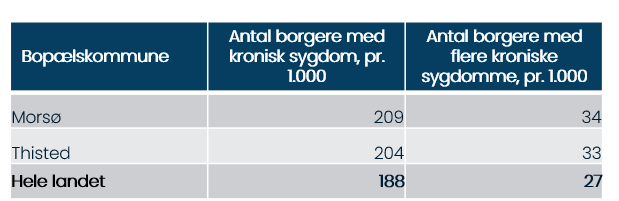 Bopælskommune
Antal borgere med
kronisk sygdom, pr.
1.000
Antal borgere med
flere kroniske
sygdomme, pr. 1.000
Morsø 209 34
Thisted 204 33
Hele landet 188 27